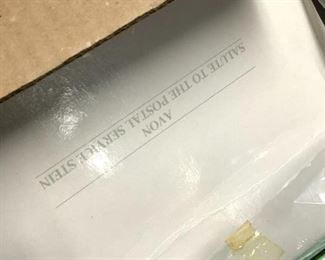 AVON
SALUTE TO THE POSTAL SERVICE STEIN